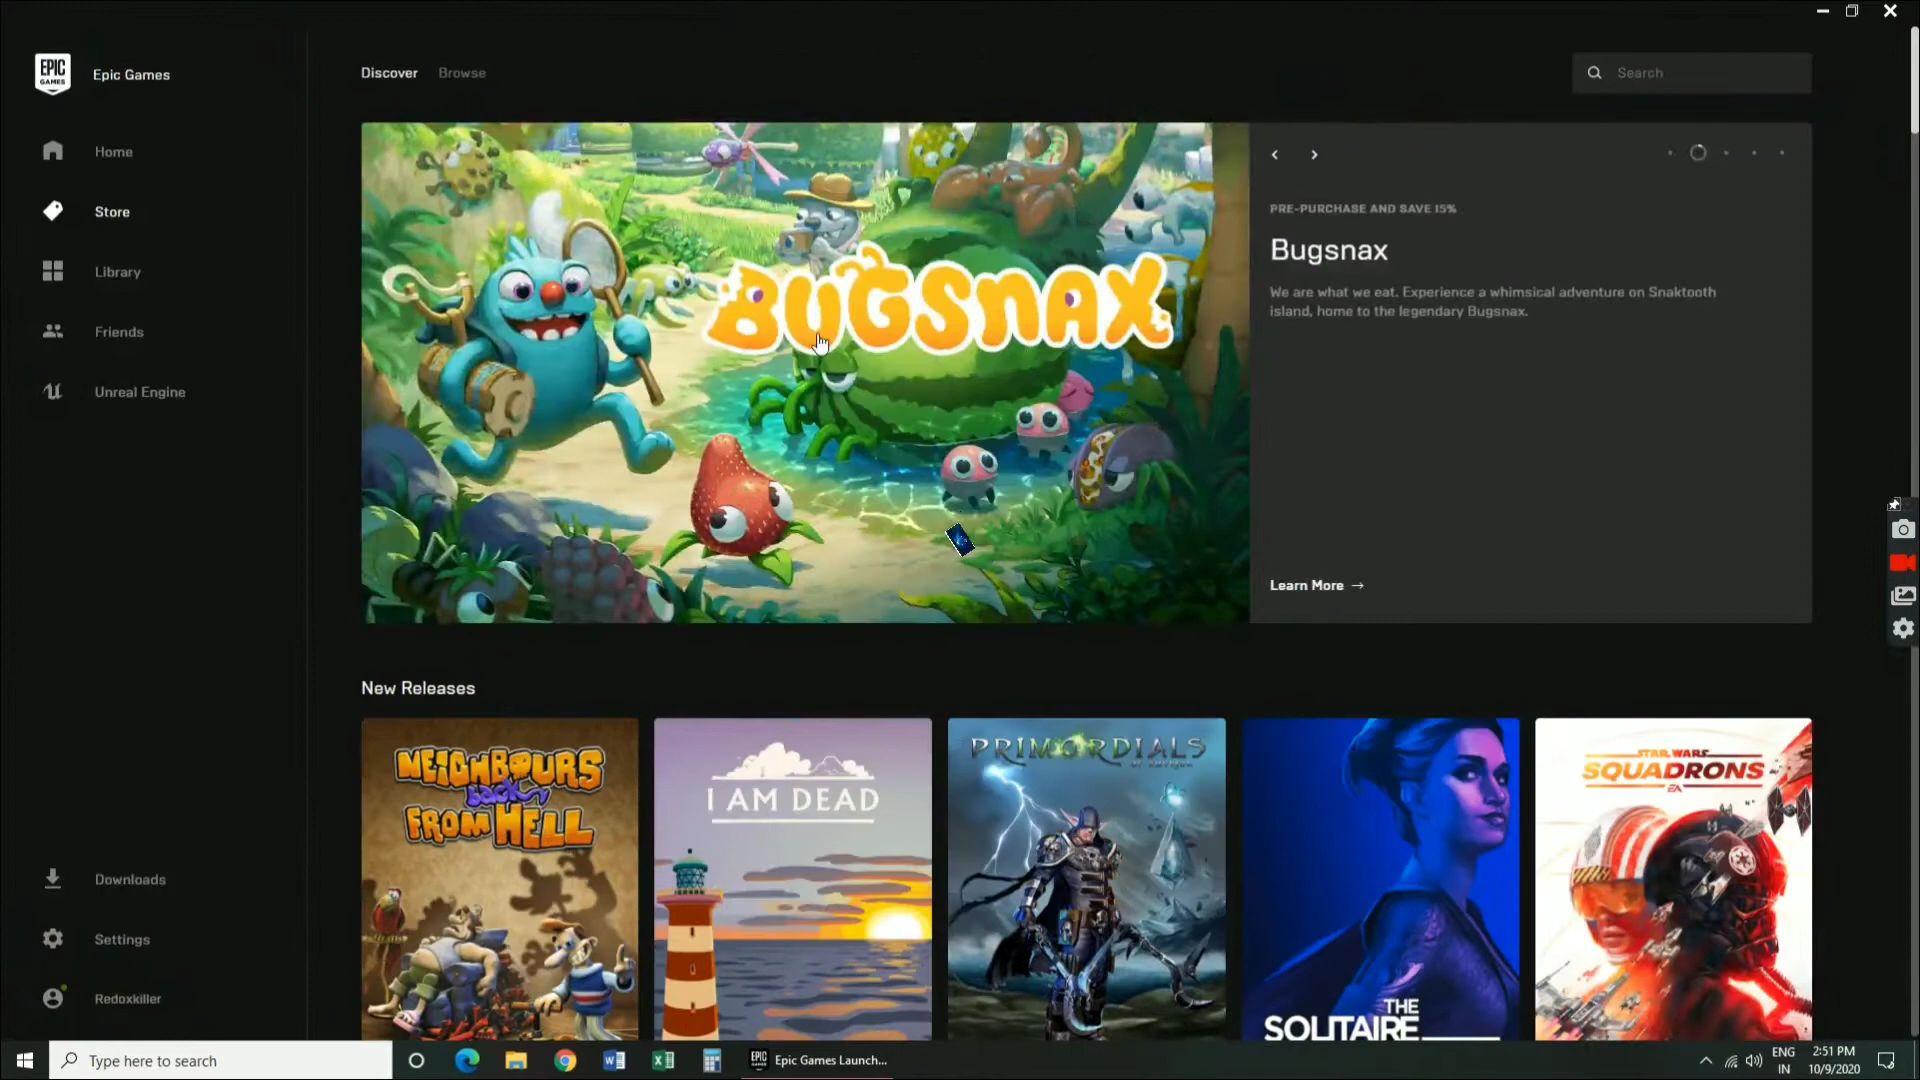 EPIC
GAMES
Epic Games
Home
Store
Library
Friends
Unreal Engine
Downloads
Settings
Redoxkiller
Discover
Browse
Search
BUGSNAX
PRE-PURCHASE AND SAVE 15%
Bugsnax
We are what we eat. Experience a whimsical adventure on Snaktooth
island, home to the legendary Bugsnax.
Learn More →
New Releases
NEIGHBOURS
back
FROM HELL
I AM DEAD
PRIMORDIALS
THE
SOLITAIRE
STAR WARS
SQUADRONS
EA
Type here to search
EPIC
GAMES
Epic Games Launch...
ENG
IN
2:51 PM
10/9/2020